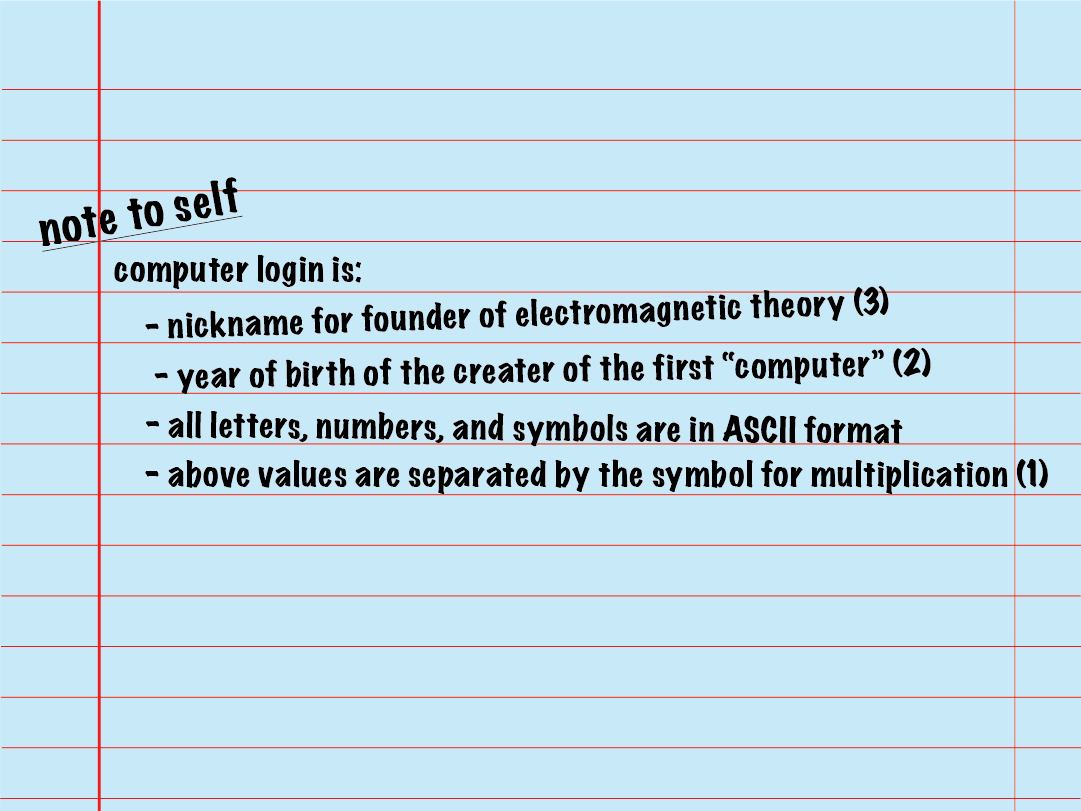 note to self
computer login is:
- nickname for founder of electromagnetic theory (3)
- year of birth of the creater of the first “computer” (2)
- all letters, numbers, and symbols are in ASCII format
- above values are separated by the symbol for multiplication (1)